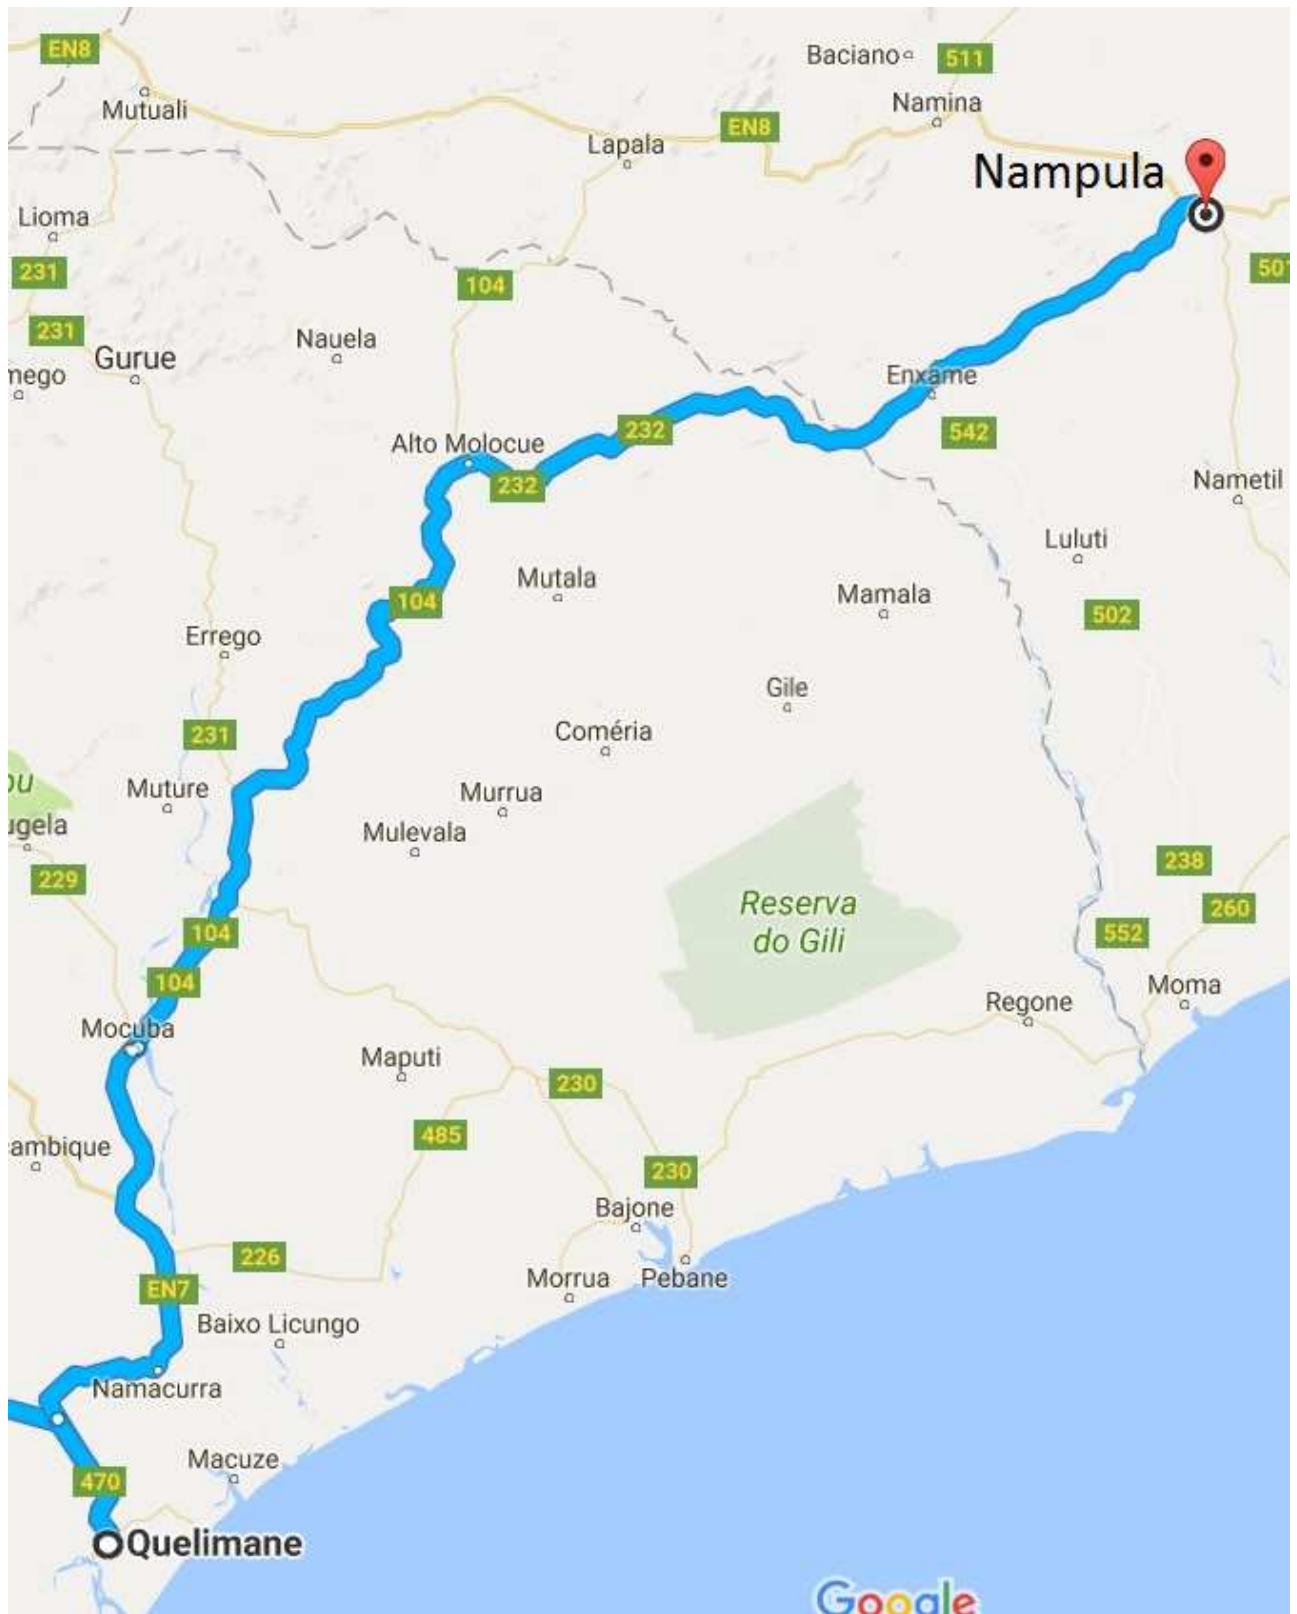 EN8
Baciano
511
Mutuali
Namina
EN8
Lapala
Nampula
Lioma
231
501
104
231
Nauela
Gurue
mego
Enxame
232
542
Alto Molocue
232
Nametil
Luluti
Mutala
104
Mamala
502
Errego
Gile
231
Coméria
Muture
Murrua
ugela
Mulevala
229
238
Reserva
do Gili
260
104
552
104
Moma
Regone
Mocuba
Maputi
230
485
ambique
230
Bajone
226
Morrua
Pebane
EN7
Baixo Licungo
Namacurra
Macuze
470
Quelimane
Google